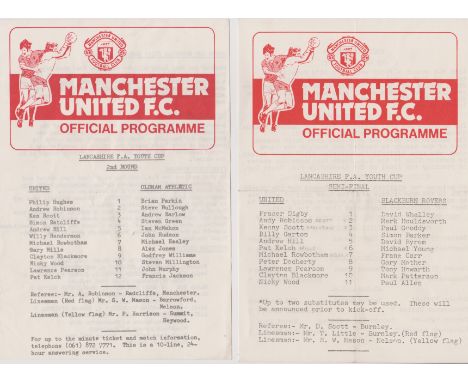 MANCHESTER
UNITED F.C.
OFFICIAL PROGRAMME
LANCASHIRE F.A. YOUTH CUP
2nd ROUND
UNITED OLDHAM ATHLETIC
Philip Hughes 1 Brian Parkin
Andrew Robinson 2 Steve Bullough
Ken Scott 3 Andrew Barlow
Simon Ratcliffe 4 Stevan Green
Andrew Hill 5 Ian McMahon
Willy Henderson 6 John Hudson
Michael Rowbotham 7 Michael Healey
Gary Mills 8 Alex Jones
Clayton Blackmore 9 Godfrey Williams
Nicky Wood 10 Stevan Millington
Lawrence Pearson 11 John Murphy
Pat Kelch 12 Francis Jackson
Referee:- Mr. A. Robinson - Radcliffe, Manchester.
Linesman (Red flag) Mr. G. W. Mason - Barrowford,
Nelson.
Linesman (Yellow flag) Mr. P. Harrison - Summit,
Heywood.
For up to the minute ticket and match information,
telephone (061) 872 7771. This is a 10-line, 24-
hour answering service.
MANCHESTER
UNITED F.C.
OFFICIAL PROGRAMME
LANCASHIRE F.A. YOUTH CUP
SEMI-FINAL
UNITED BLACKBURN ROVERS
Fraser Digby 1 David Whalley
Andy Robinson 2 Mark Mouldsworth
Kenny Scott 3 Paul Groddy
Billy Garton 4 Simon Barker
Andrew Hill 5 David Byrom
Pat Kelch 6 Michael Young
Michael Rowbotham 7 Franc Carr
Peter Docherty 8 Gary Mather
Lawrence Pearson 9 Tony Howarth
Clayton Blackmore 10 Mark Patterson
Nicky Wood 11 Paul Allen
*Up to two substitutes may be used. These will be
announced prior to kick-off.
Referee:- Mr. D. Scott - Burnley.
Linesman:- Mr. T. Little - Burnley.(Red flag)
Linesman:- Mr. W. Mason - Nelson. (Yellow flag)